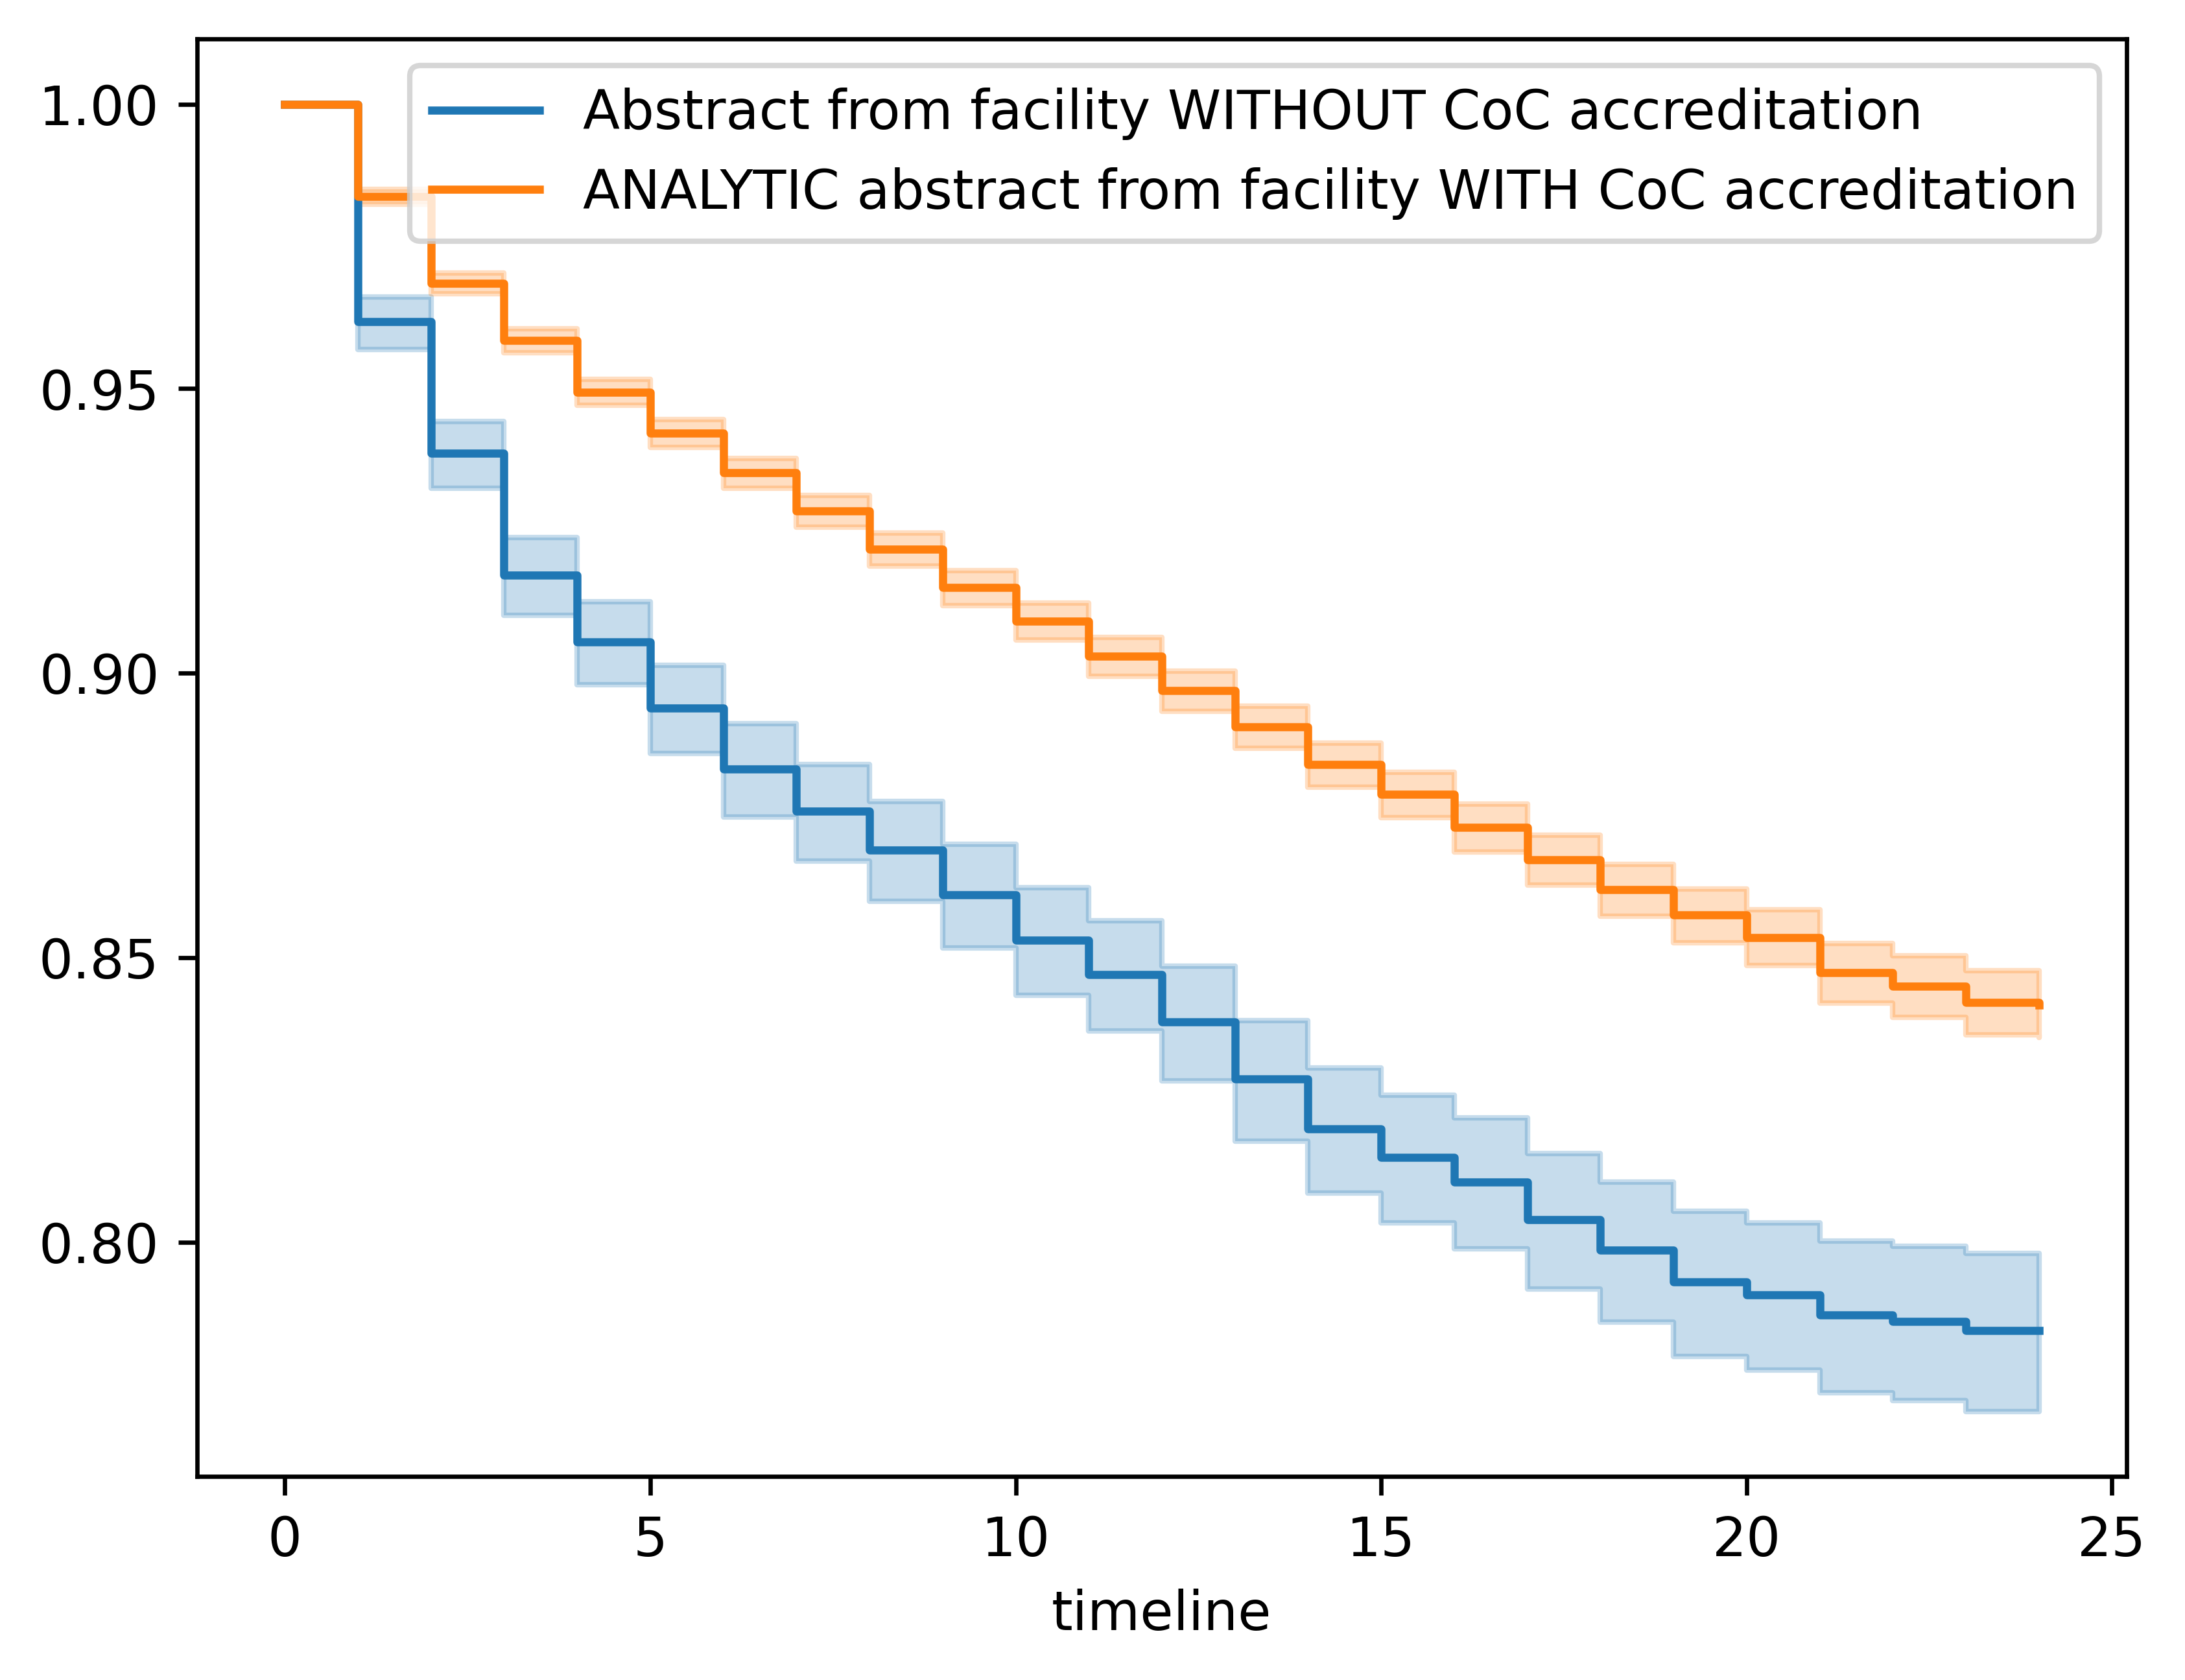 Abstract from facility WITHOUT CoC accreditation
ANALYTIC abstract from facility WITH CoC accreditation
1.00
0.95
0.90
0.85
0.80
0 5 10 15 20 25
timeline